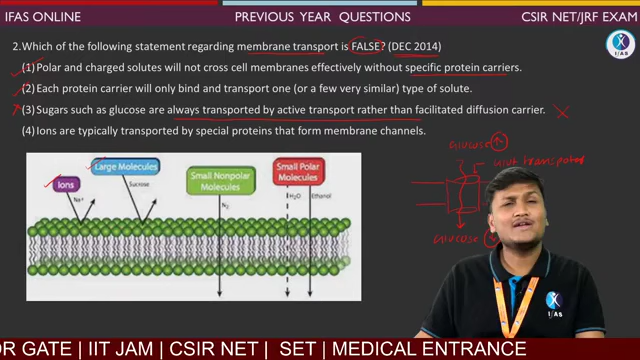 IFAS ONLINE
PREVIOUS YEAR QUESTIONS
CSIR NET/JRF EXAM
2.Which of the following statement regarding membrane transport is FALSE? (DEC 2014)
(1) Polar and charged solutes will not cross cell membranes effectively without specific protein carriers.
(2) Each protein carrier will only bind and transport one (or a few very similar) type of solute.
(3) Sugars such as glucose are always transported by active transport rather than facilitated diffusion carrier.
(4) Ions are typically transported by special proteins that form membrane channels.
Ions
Large Molecules
Small Nonpolar Molecules
Small Polar Molecules
Na+
Sucrose
N2
H2O
Ethanol
Glucose
Glucose
IFAS
OR GATE | IIT JAM | CSIR NET | SET | MEDICAL ENTRANCE